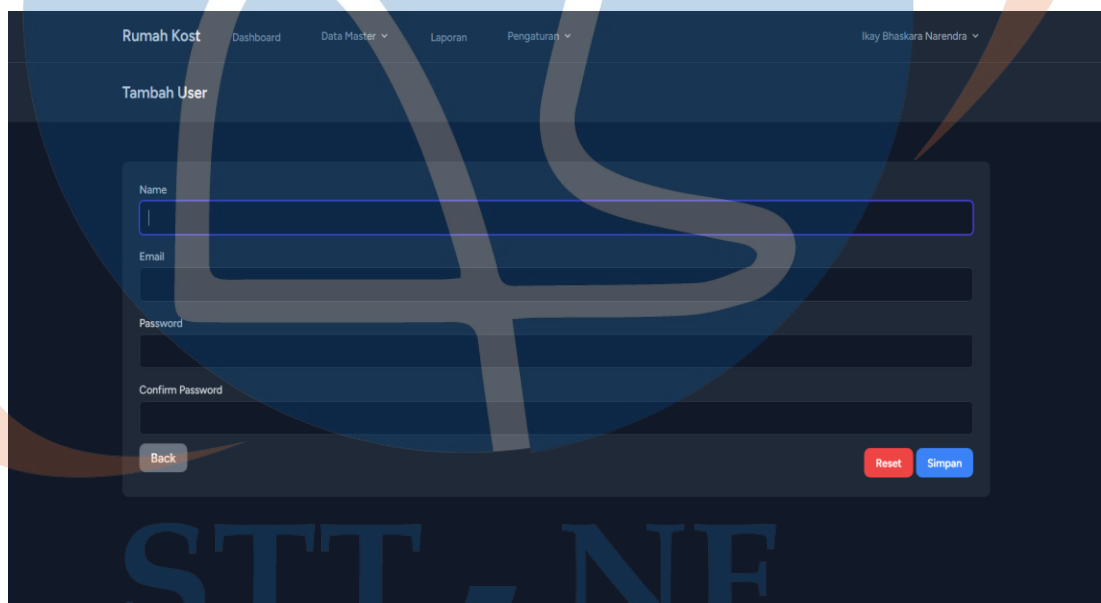 Rumah Kost Dashboard Data Master Laporan Pengaturan Ikay Bhaskara Narendra
Tambah User
Name
Email
Password
Confirm Password
Back Reset Simpan
STT - NF